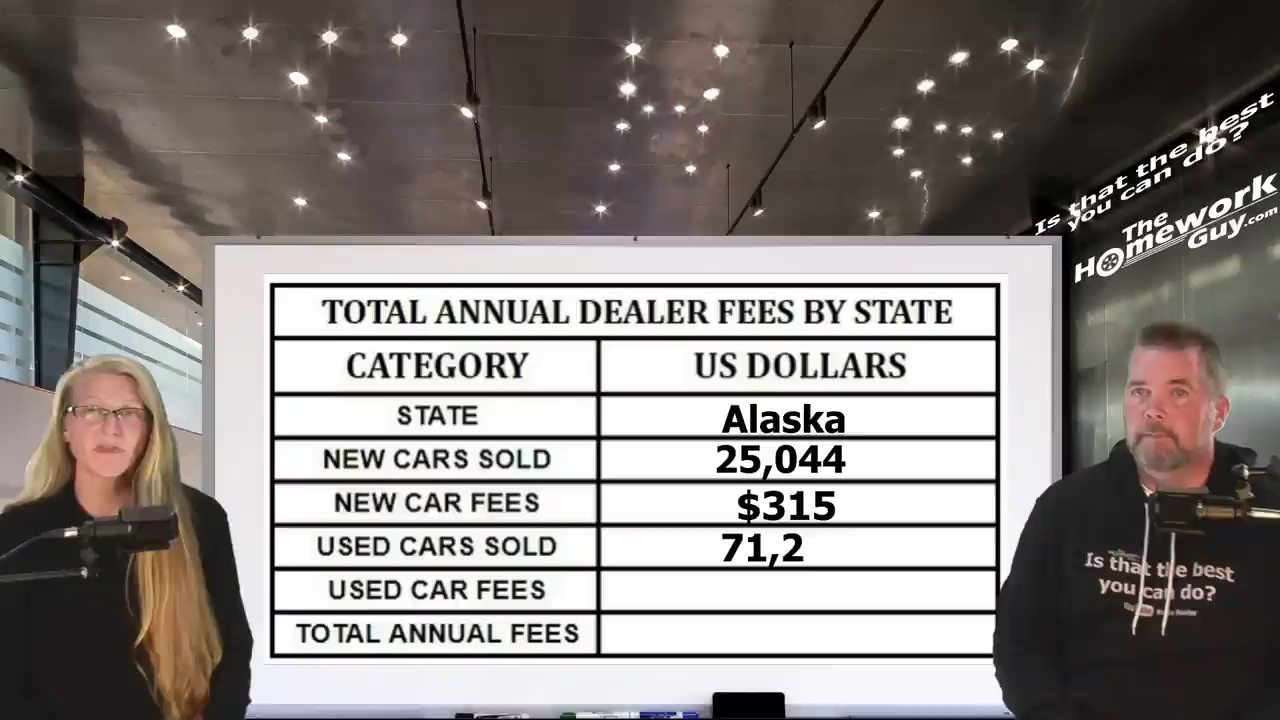 Is that the best
you can do?
The
Homework
Guy.com
TOTAL ANNUAL DEALER FEES BY STATE
CATEGORY US DOLLARS
STATE Alaska
NEW CARS SOLD 25,044
NEW CAR FEES $315
USED CARS SOLD 71,2
USED CAR FEES
TOTAL ANNUAL FEES
Is that the best
you can do?